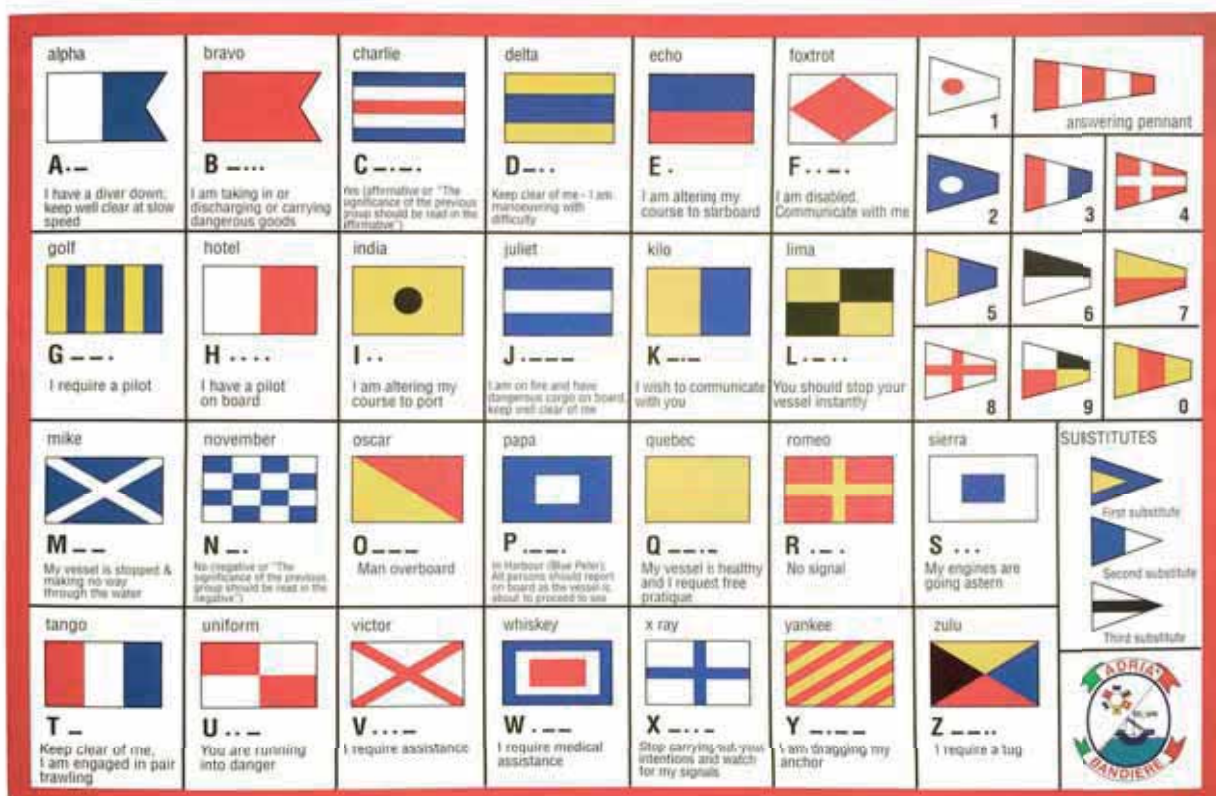 alpha
A . –
I have a diver down;
keep well clear at slow
speed
bravo
B – . . .
I am taking in or
discharging or carrying
dangerous goods
charlie
C – . – .
Yes (affirmative or "The
significance of the previous
group should be read in the
affirmative")
delta
D – . .
Keep clear of me - I am
manoeuvring with
difficulty
echo
E .
I am altering my
course to starboard
foxtrot
F . . – .
I am disabled.
Communicate with me
1
answering pennant
2
3
4
golf
G – – .
I require a pilot
hotel
H . . . .
I have a pilot
on board
india
I . .
I am altering my
course to port
juliet
J . – – –
I am on fire and have
dangerous cargo on board,
keep well clear of me
kilo
K – . –
I wish to communicate
with you
lima
L . – . .
You should stop your
vessel instantly
5
6
7
8
9
0
mike
M – –
My vessel is stopped &
making no way
through the water
november
N – .
No (negative or "The
significance of the previous
group should be read in the
negative")
oscar
O – – –
Man overboard
papa
P . – – .
In Harbour (Blue Peter);
All persons should report
on board as the vessel is
about to proceed to sea
quebec
Q – – . –
My vessel is healthy
and I request free
pratique
romeo
R . – .
No signal
sierra
S . . .
My engines are
going astern
SUBSTITUTES
First substitute
Second substitute
Third substitute
tango
T –
Keep clear of me,
I am engaged in pair
trawling
uniform
U . . –
You are running
into danger
victor
V . . . –
I require assistance
whiskey
W . – –
I require medical
assistance
x ray
X – . . –
Stop carrying out your
intentions and watch
for my signals
yankee
Y – . – –
I am dragging my
anchor
zulu
Z – – . .
I require a tug
ADRIA'
BANDIERE